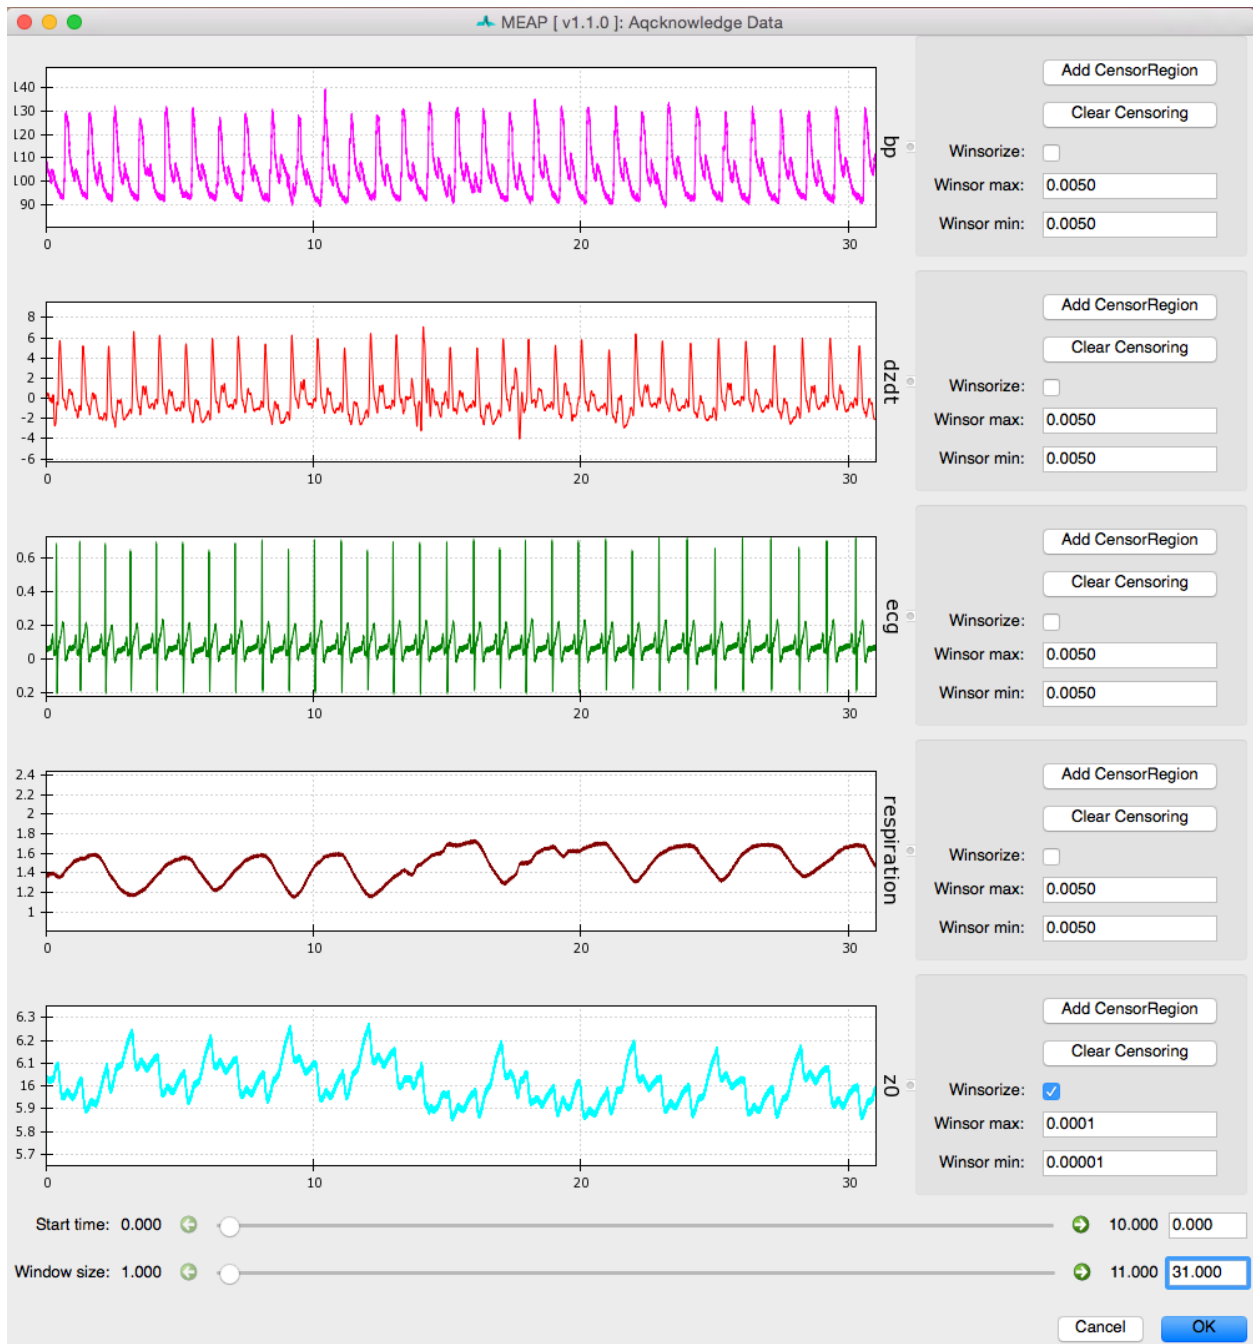 MEAP [ v1.1.0 ]: Aqcknowledge Data
140
130
120
110
100
90
0 10 20 30
bp
Add CensorRegion
Clear Censoring
Winsorize:
Winsor max: 0.0050
Winsor min: 0.0050
8
6
4
2
0
-2
-4
-6
0 10 20 30
dzdt
Add CensorRegion
Clear Censoring
Winsorize:
Winsor max: 0.0050
Winsor min: 0.0050
0.6
0.4
0.2
0
0.2
0 10 20 30
ecg
Add CensorRegion
Clear Censoring
Winsorize:
Winsor max: 0.0050
Winsor min: 0.0050
2.4
2.2
2
1.8
1.6
1.4
1.2
1
0 10 20 30
respiration
Add CensorRegion
Clear Censoring
Winsorize:
Winsor max: 0.0050
Winsor min: 0.0050
6.3
6.2
6.1
16
5.9
5.8
5.7
0 10 20 30
z0
Add CensorRegion
Clear Censoring
Winsorize:
Winsor max: 0.0001
Winsor min: 0.00001
Start time: 0.000 10.000 0.000
Window size: 1.000 11.000 31.000
Cancel OK